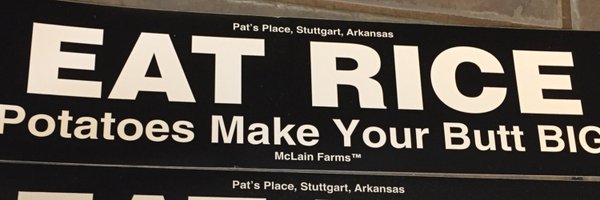 Pat's Place, Stuttgart, Arkansas
EAT RICE
Potatoes Make Your Butt BIG
McLain Farms™
Pat's Place, Stuttgart, Arkansas